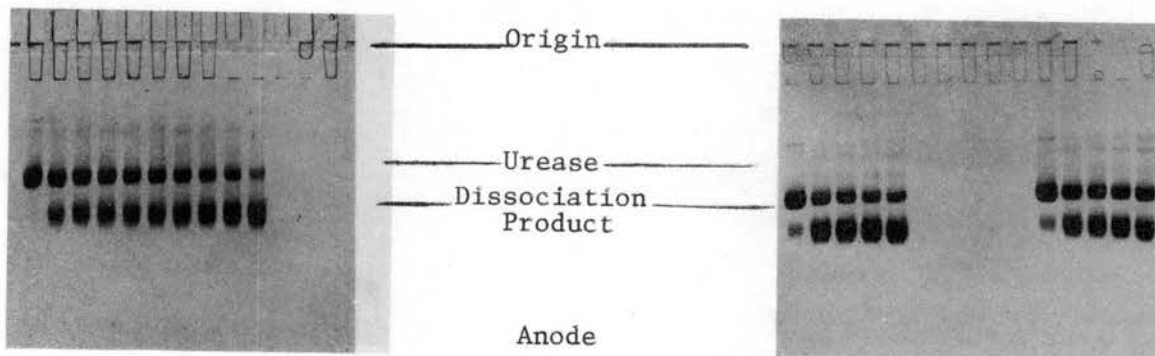 Origin
Urease
Dissociation
Product
Anode